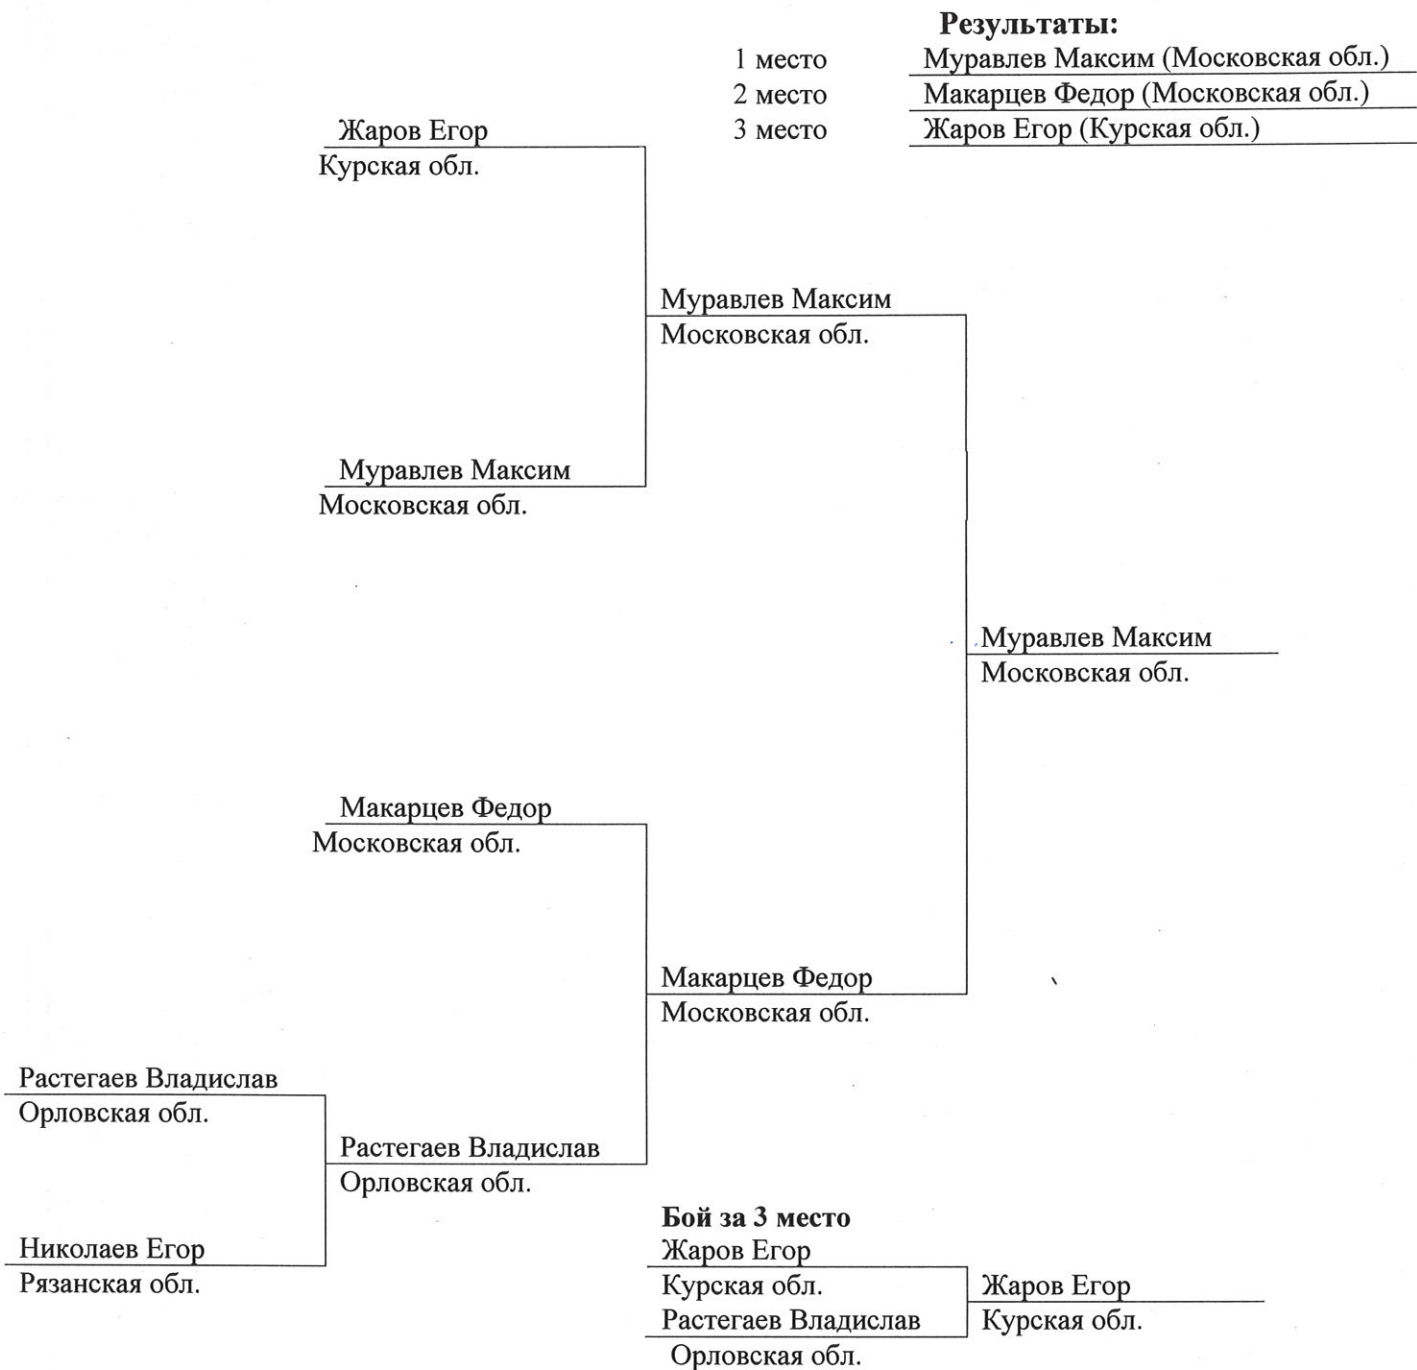 Результаты:
1 место Муравлев Максим (Московская обл.)
2 место Макарцев Федор (Московская обл.)
3 место Жаров Егор (Курская обл.)
Жаров Егор
Курская обл.
Муравлев Максим
Московская обл.
Муравлев Максим
Московская обл.
Муравлев Максим
Московская обл.
Макарцев Федор
Московская обл.
Макарцев Федор
Московская обл.
Растегаев Владислав
Орловская обл.
Растегаев Владислав
Орловская обл.
Николаев Егор
Рязанская обл.
Бой за 3 место
Жаров Егор
Курская обл.
Растегаев Владислав
Орловская обл.
Жаров Егор
Курская обл.